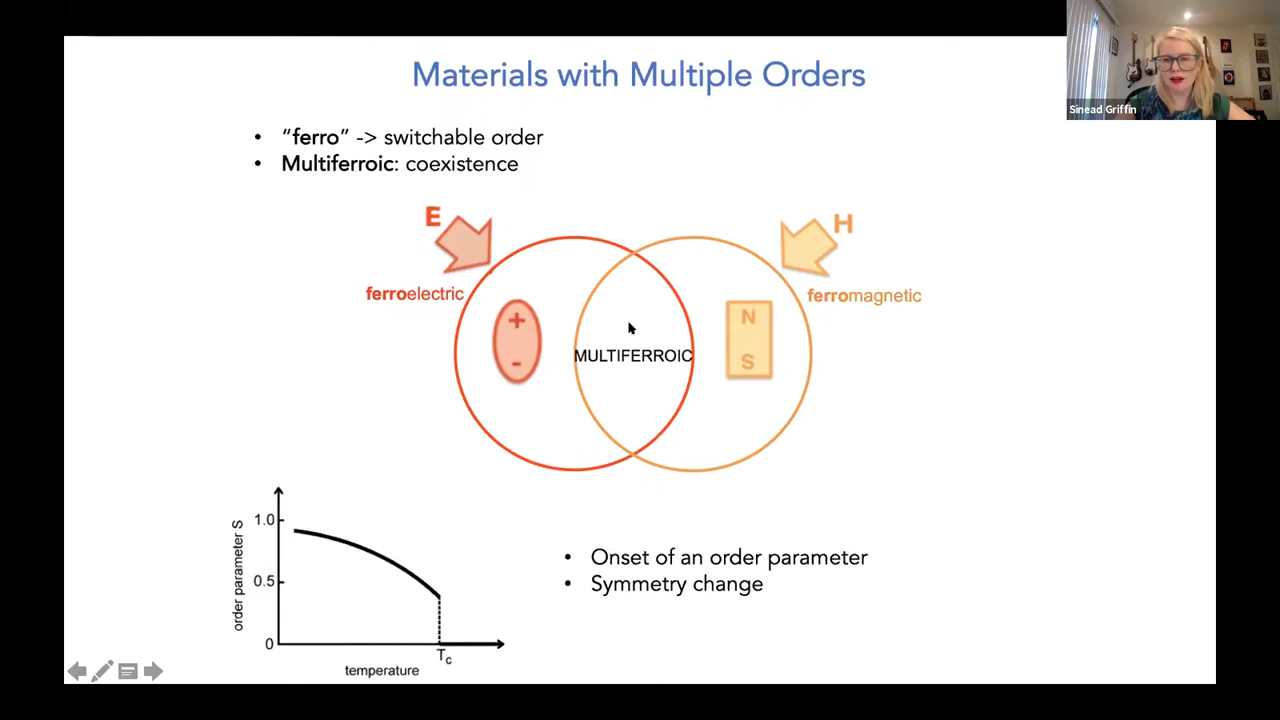 Materials with Multiple Orders
Sinead Griffin
• “ferro” -> switchable order
• Multiferroic: coexistence
E
H
ferroelectric
ferromagnetic
+
-
MULTIFERROIC
N
S
order parameter S
1.0
0.5
0
Tc
temperature
• Onset of an order parameter
• Symmetry change